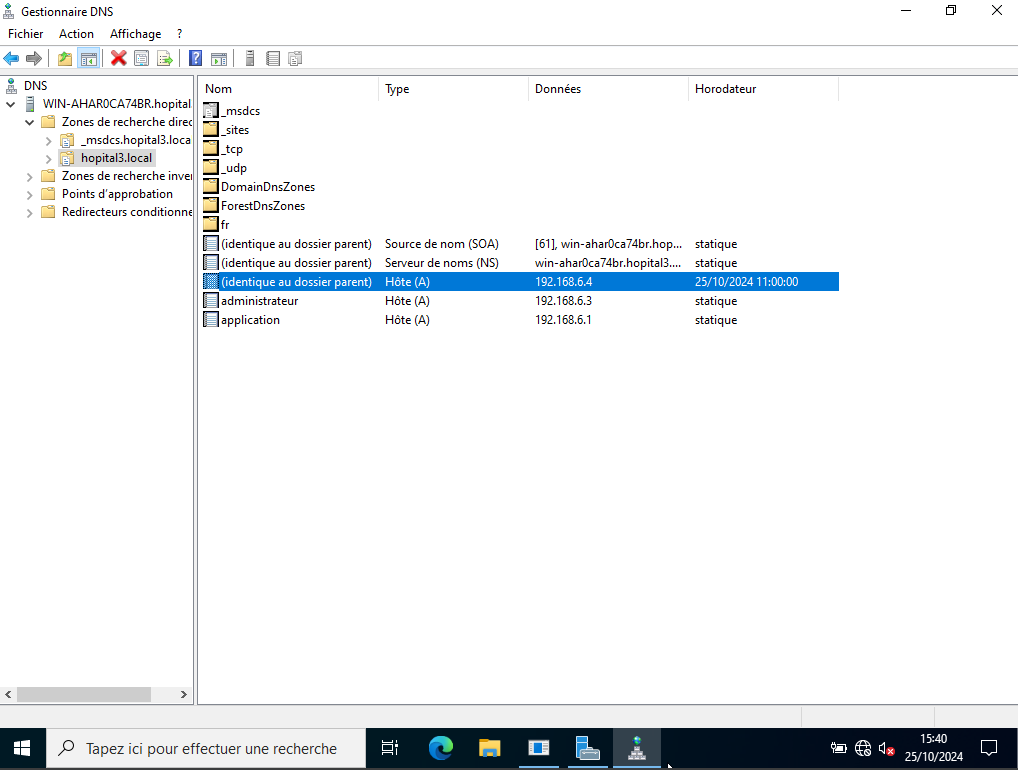 Gestionnaire DNS
Fichier Action Affichage ?
DNS
WIN-AHAR0CA74BR.hopital
Zones de recherche direc
_msdcs.hopital3.loca
hopital3.local
Zones de recherche inver
Points d'approbation
Redirecteurs conditionne
Nom Type Données Horodateur
_msdcs
_sites
_tcp
_udp
DomainDnsZones
ForestDnsZones
fr
(identique au dossier parent) Source de nom (SOA) [61], win-ahar0ca74br.hop... statique
(identique au dossier parent) Serveur de noms (NS) win-ahar0ca74br.hopital3.... statique
(identique au dossier parent) Hôte (A) 192.168.6.4 25/10/2024 11:00:00
administrateur Hôte (A) 192.168.6.3 statique
application Hôte (A) 192.168.6.1 statique
Tapez ici pour effectuer une recherche
15:40
25/10/2024